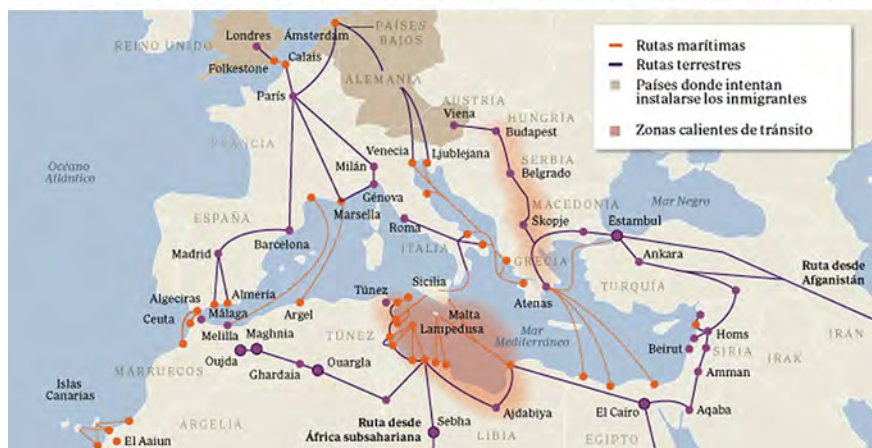 Londres
REINO UNIDO
Folkestone
Calais
Ámsterdam
PAÍSES
BAJOS
ALEMANIA
París
FRANCIA
AUSTRIA
Viena
HUNGRÍA
Budapest
SERBIA
Belgrado
MACEDONIA
Skopje
Rutas marítimas
Rutas terrestres
Países donde intentan
instalarse los inmigrantes
Zonas calientes de tránsito
Océano
Atlántico
Venecia
Ljublejana
Milán
Génova
Marsella
Roma
ITALIA
ESPAÑA
Madrid
Barcelona
Mar Negro
Estambul
Ankara
TURQUÍA
Ruta desde
Afganistán
IRÁN
GRECIA
Atenas
Algeciras
Almería
Málaga
Ceuta
Melilla
Argel
Túnez
Sicilia
Malta
Lampedusa
TÚNEZ
Mar
Mediterráneo
Homs
Beirut
SIRIA
IRAK
Amman
Maghnia
Oujda
MARRUECOS
Ghardaia
Ouargla
Islas
Canarias
El Aaiun
ARGELIA
Ruta desde
África subsahariana
Sebha
LIBIA
Ajdabiya
El Cairo
Aqaba
EGIPTO